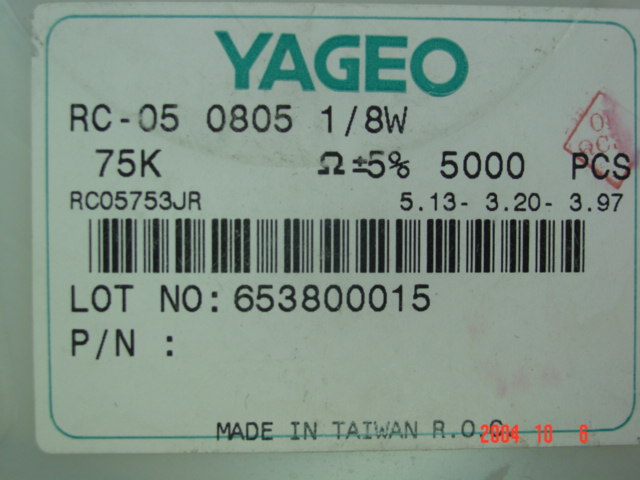 YAGEO
RC-05 0805 1/8W
75K Ω ±5% 5000 PCS
RC05753JR 5.13- 3.20- 3.97
LOT NO: 653800015
P/N :
MADE IN TAIWAN R.O.C.
2004 10 6